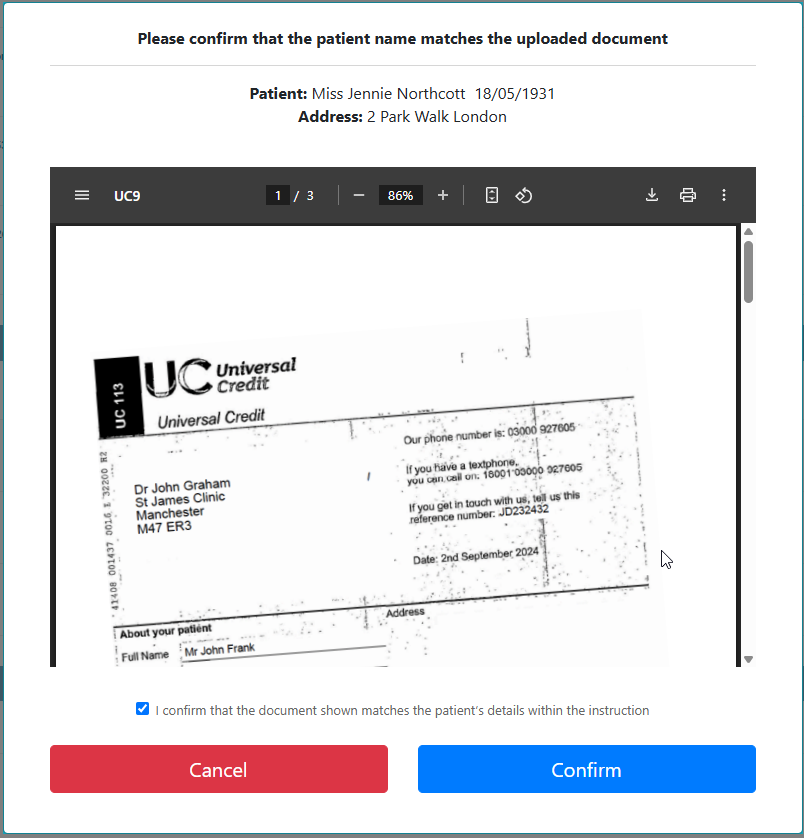 Please confirm that the patient name matches the uploaded document
Patient: Miss Jennie Northcott 18/05/1931
Address: 2 Park Walk London
UC9
1 / 3
86%
UC 113
UC Universal Credit
Universal Credit
Our phone number is: 03000 927605
If you have a textphone,
you can call on: 18001 03000 927605
If you get in touch with us, tell us this
reference number: JD232432
Date: 2nd September 2024
Dr John Graham
St James Clinic
Manchester
M47 ER3
41408 001437 0016 E 32200 R2
About your patient
Address
Full Name Mr John Frank
I confirm that the document shown matches the patient's details within the instruction
Cancel
Confirm